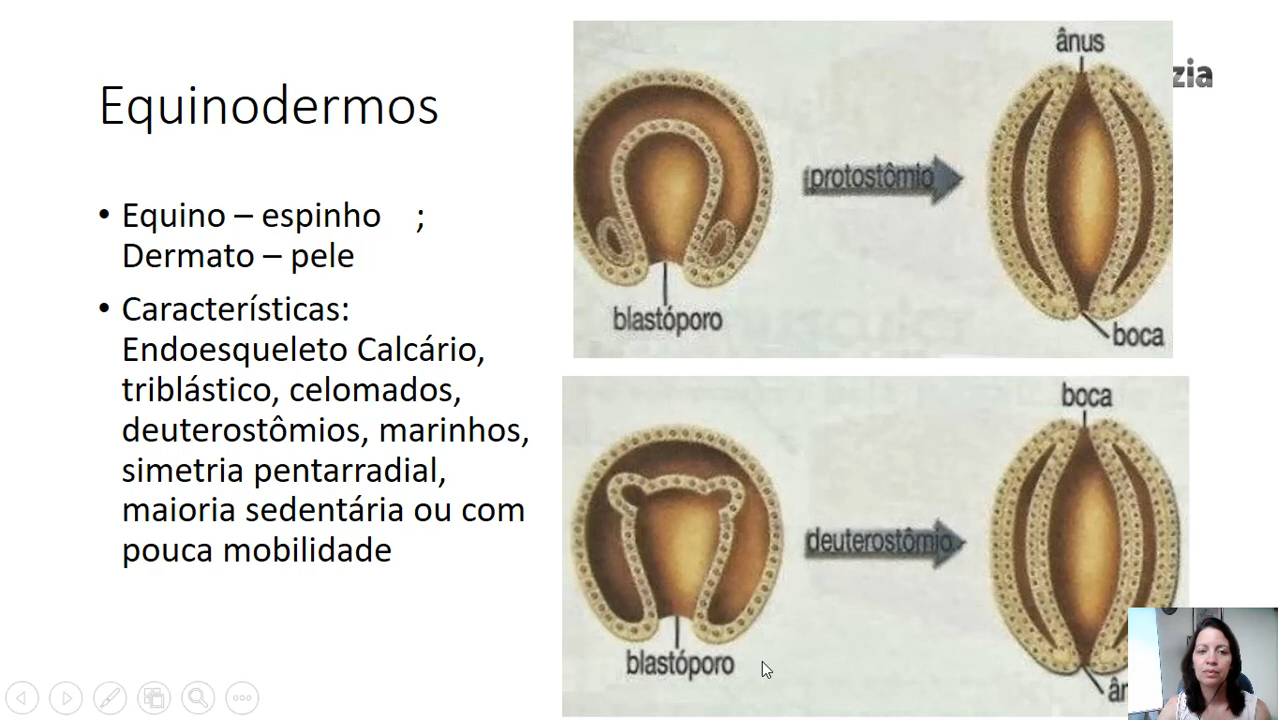 Equinodermos
• Equino – espinho ;
Dermato – pele
• Características:
Endoesqueleto Calcário,
triblástico, celomados,
deuterostômios, marinhos,
simetria pentarradial,
maioria sedentária ou com
pouca mobilidade
ânus
protostômio
blastóporo
boca
boca
deuterostômio
blastóporo